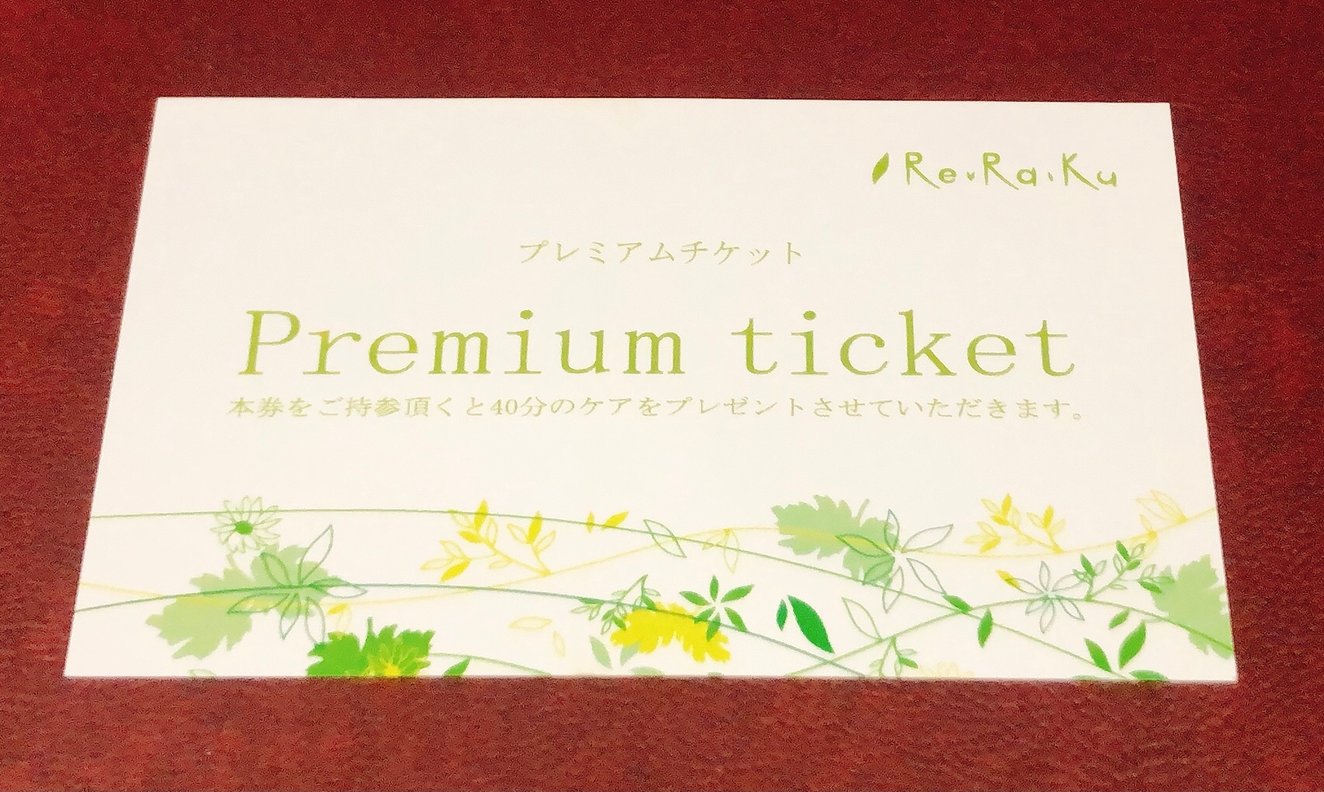 Re.Ra.Ku
プレミアムチケット
Premium ticket
本券をご持参頂くと40分のケアをプレゼントさせていただきます。